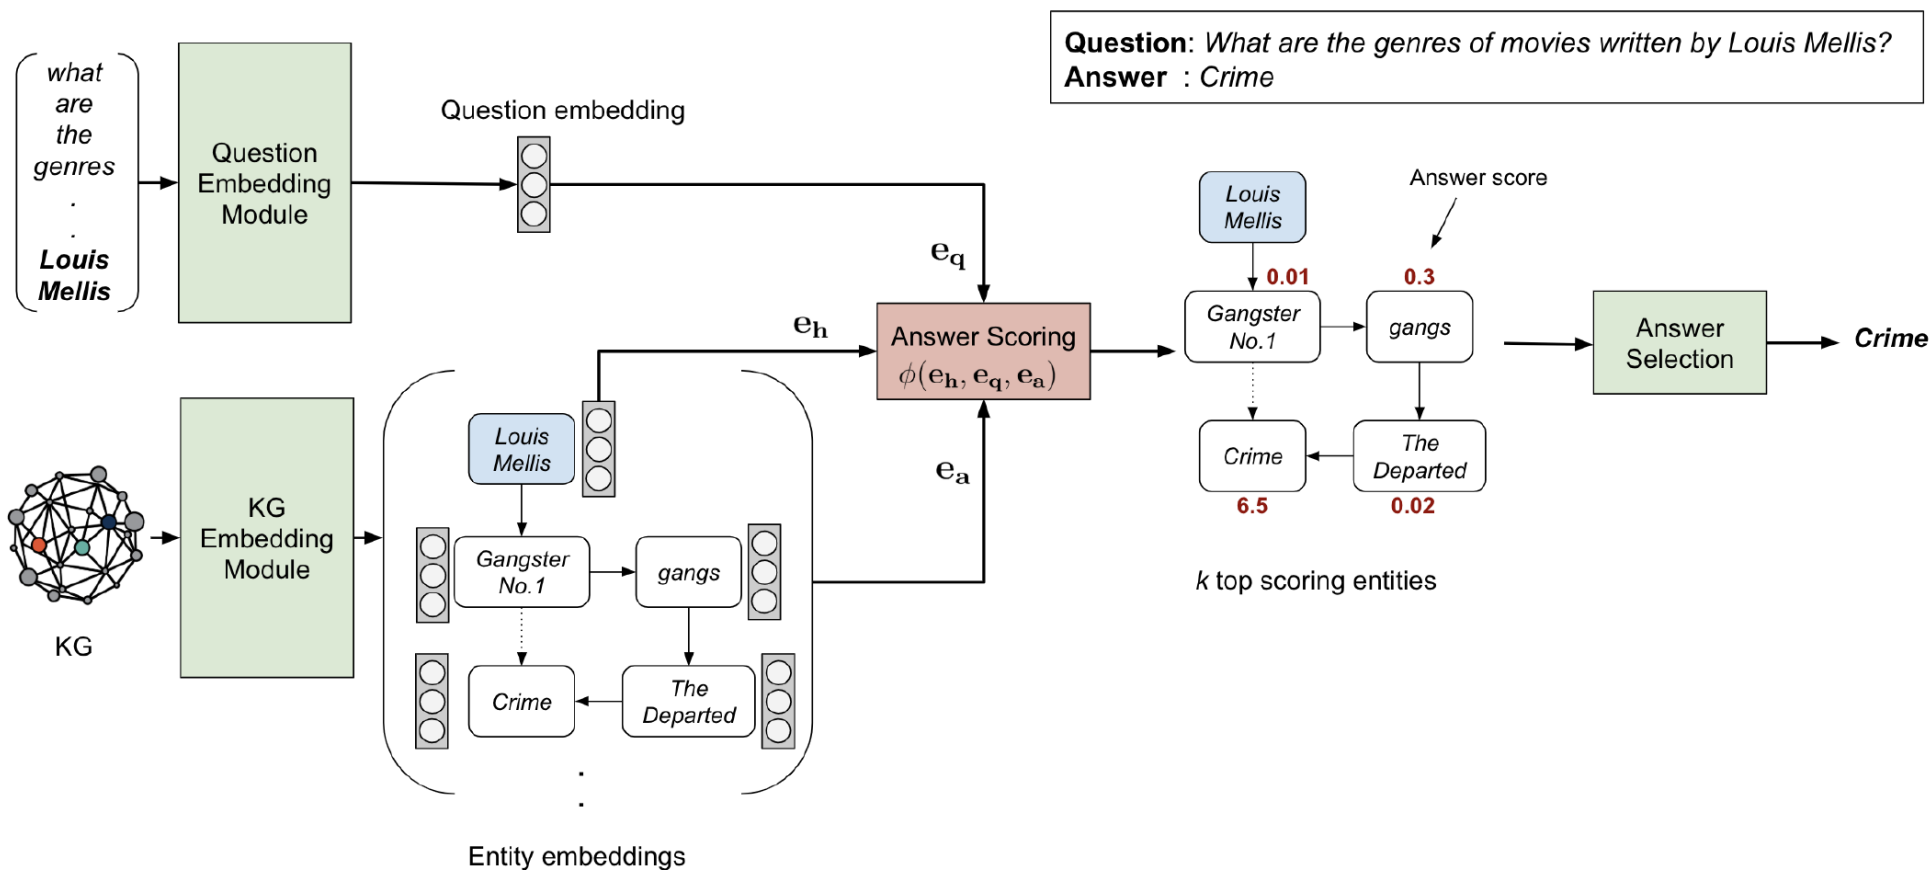 Question: What are the genres of movies written by Louis Mellis?
Answer : Crime
what
are
the
genres
.
.
Louis
Mellis
Question
Embedding
Module
Question embedding
e_q
e_h
Answer Scoring
ϕ(e_h, e_q, e_a)
e_a
KG
KG
Embedding
Module
Louis
Mellis
Gangster
No.1
gangs
Crime
The
Departed
.
.
Entity embeddings
Answer score
Louis
Mellis
0.01
0.3
Gangster
No.1
gangs
Crime
The
Departed
6.5
0.02
k top scoring entities
Answer
Selection
Crime